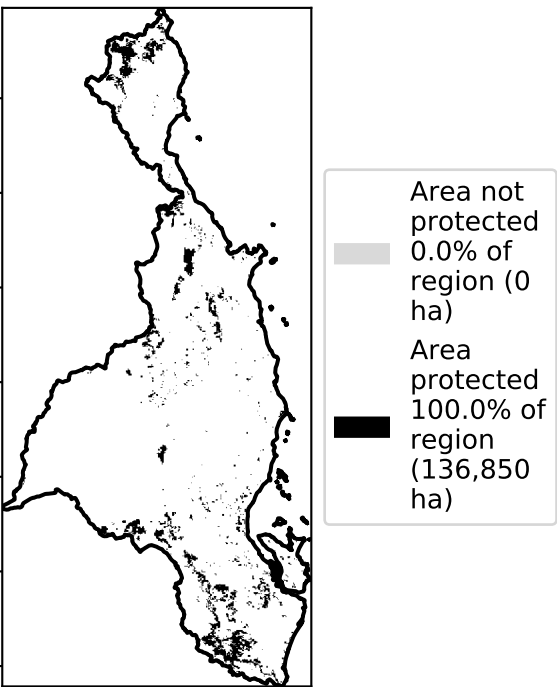 Area not
protected
0.0% of
region (0
ha)
Area
protected
100.0% of
region
(136,850
ha)